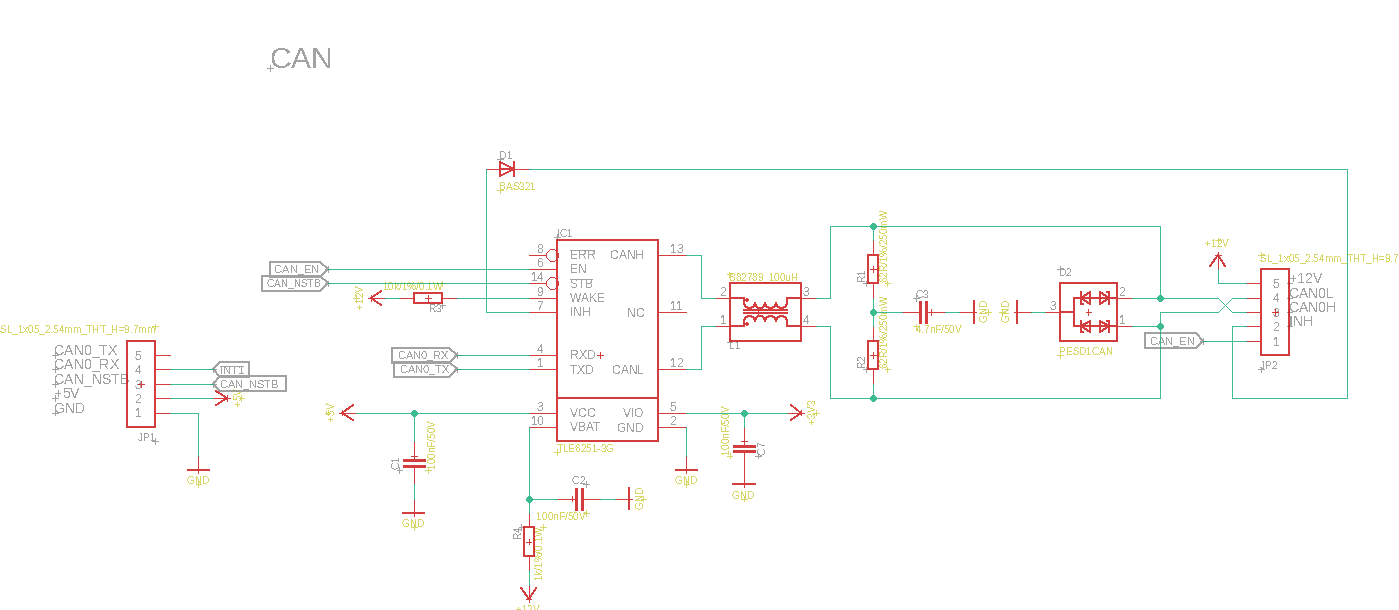 CAN
D1
BAS321
IC1
8 ERR CANH 13
6 EN
14 STB
9 WAKE
7 INH
NC 11
4 RXD
1 TXD CANL 12
3 VCC VIO 5
10 VBAT GND 2
TLE6251-3G
CAN_EN
CAN_NSTB
+12V
10k/1%/0.1W
R3
CAN0_RX
CAN0_TX
SL_1x05_2.54mm_THT_H=9.7mm
CAN0_TX 5
CAN0_RX 4 INT1
CAN_NSTB 3 CAN_NSTB
+5V 2 +5V
GND 1
JP1
GND
+5V
C1
100nF/50V
GND
C2
100nF/50V
GND
R4
1k/1%/0.1W
+12V
GND
100nF/50V
C7
GND
+3V3
B82789_100uH
2 3
1 4
L1
R1
62R/1%/250mW
R2
62R/1%/250mW
C3
4.7nF/50V
GND
GND
D2
3 2
1
PESD1CAN
+12V
SL_1x05_2.54mm_THT_H=9.7
5 +12V
4 CAN0L
3 CAN0H
2 INH
1
CAN_EN
JP2